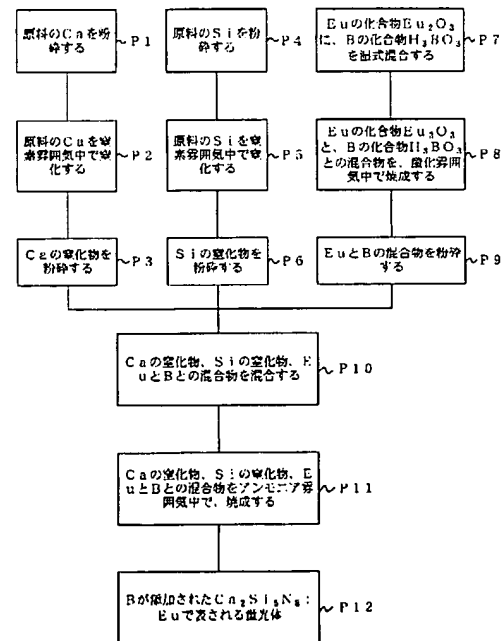 原料のCaを粉砕する
P1
原料のSiを粉砕する
P4
Euの化合物Eu₂O₃
に、Bの化合物H₃BO₃
を湿式混合する
P7
原料のCaを窒
素雰囲気中で窒
化する
P2
原料のSiを窒
素雰囲気中で窒
化する
P5
Euの化合物Eu₃O₃
と、Bの化合物H₃BO₃
との混合物を、酸化雰
囲気中で焼成する
P8
Caの窒化物を
粉砕する
P3
Siの窒化物を
粉砕する
P6
EuとBの混合物を粉砕
する
P9
Caの窒化物、Siの窒化物、E
uとBとの混合物を混合する
P10
Caの窒化物、Siの窒化物、E
uとBとの混合物をアンモニア雰
囲気中で、焼成する
P11
Bが添加されたCa₂Si₅N₈:
Euで表される蛍光体
P12